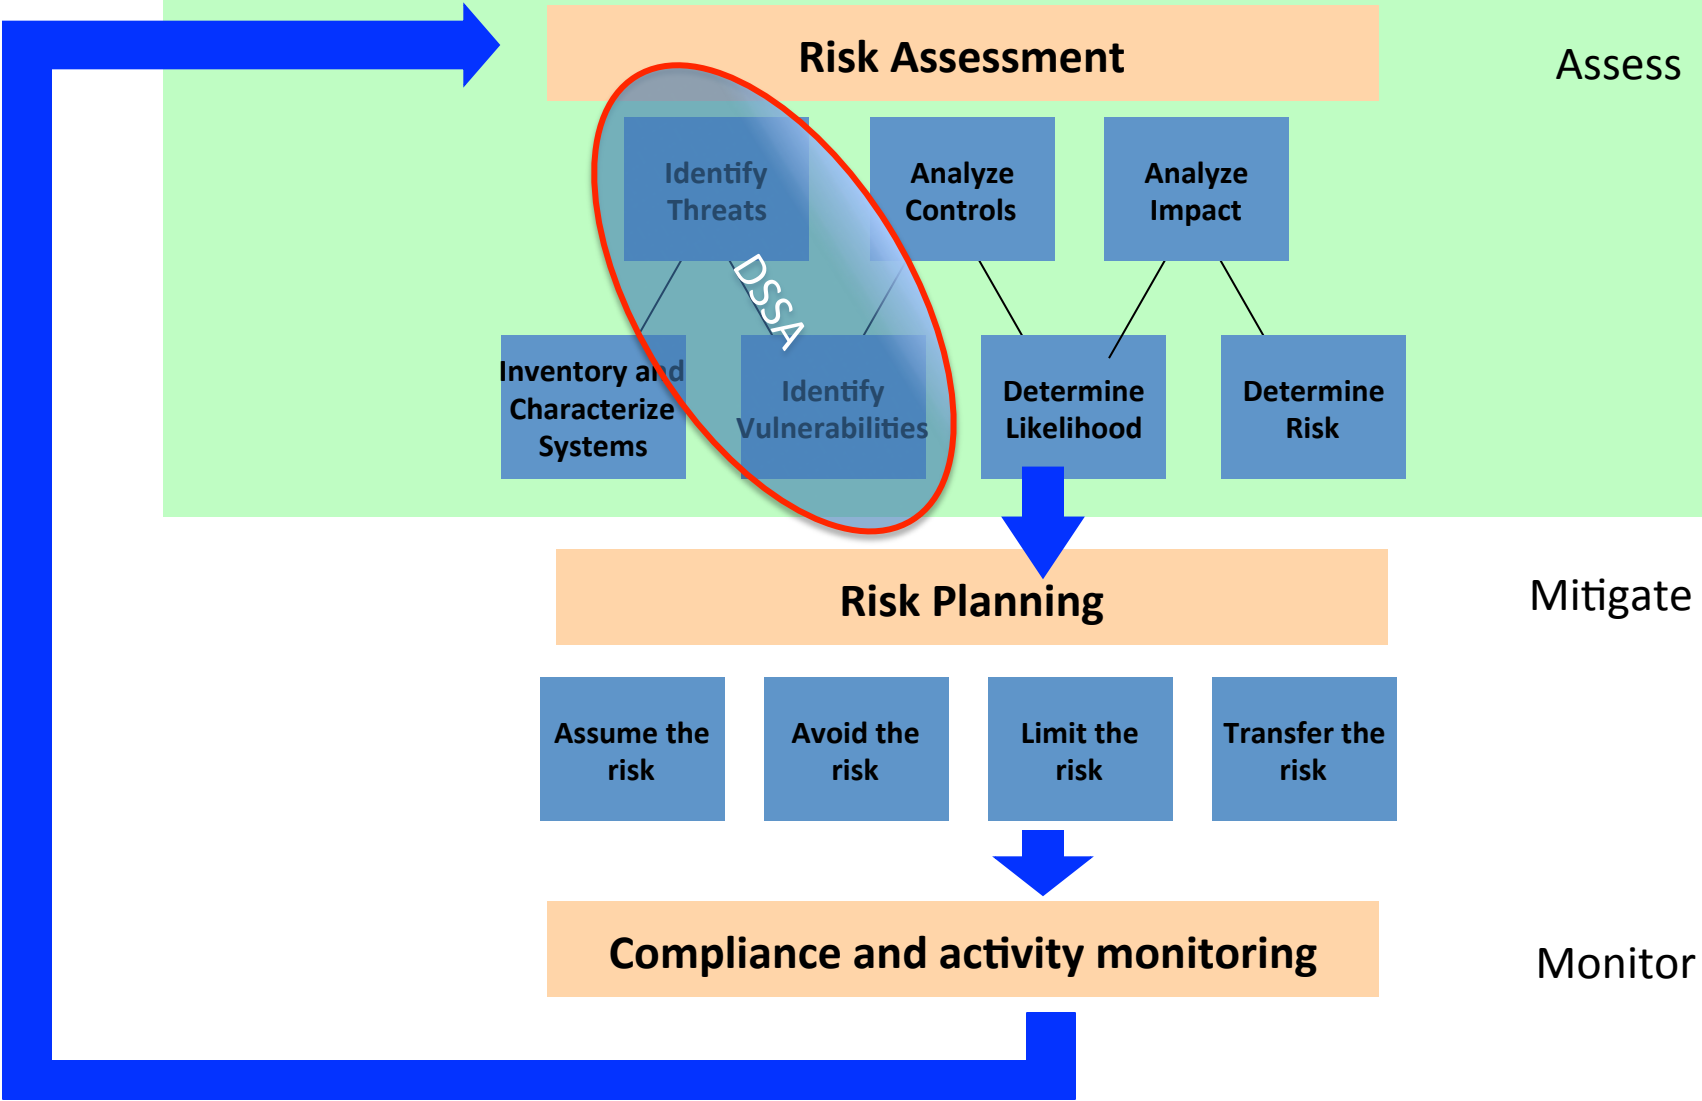 Risk Assessment
Assess
Identify
Threats
Analyze
Controls
Analyze
Impact
DSSA
Inventory and
Characterize
Systems
Identify
Vulnerabilities
Determine
Likelihood
Determine
Risk
Risk Planning
Mitigate
Assume the
risk
Avoid the
risk
Limit the
risk
Transfer the
risk
Compliance and activity monitoring
Monitor